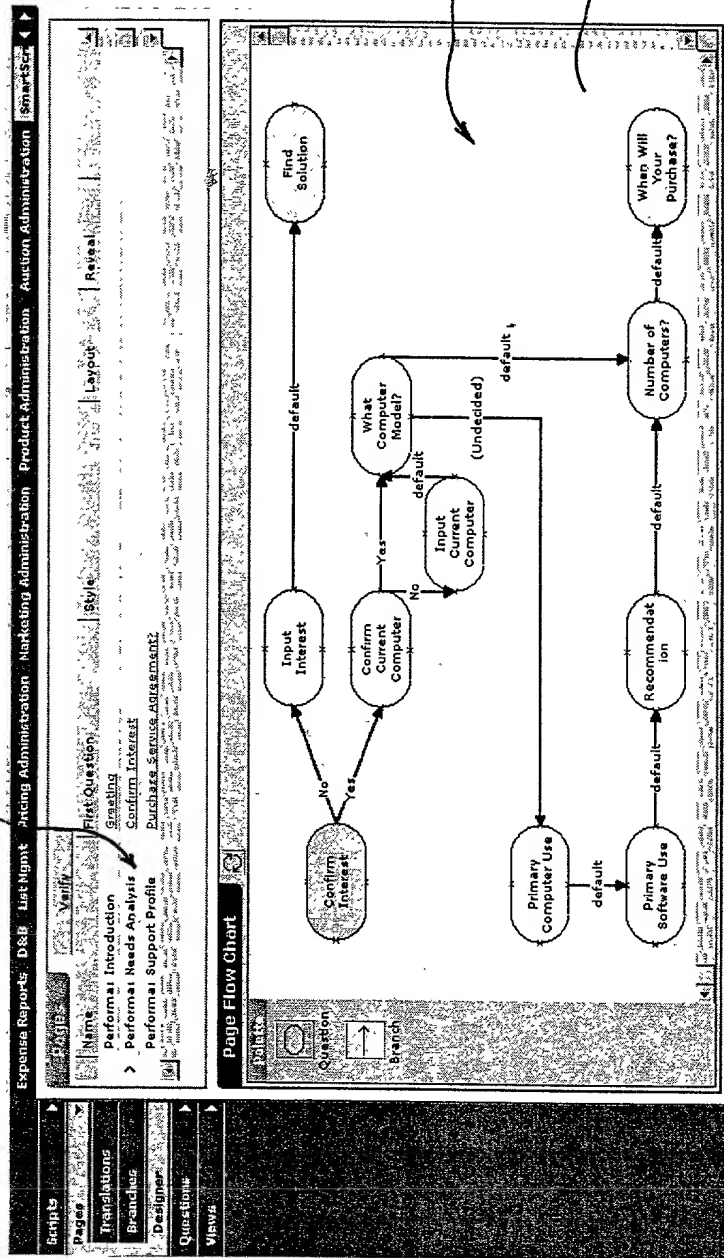 Expense Reports D&B List Mgmt Pricing Administration Marketing Administration Product Administration Auction Administration SmartScr
Scripts
Pages
Translations
Branches
Designer
Questions
Views
Pages
Verify
Name First Question Style Layout Reveal
Performa: Introduction Greeting
> Performa: Needs Analysis Confirm Interest
Performa: Support Profile Purchase Service Agreement?
Page Flow Chart
Palette
Question
Branch
Confirm Interest
No
Yes
Input Interest
default
Find Solution
Confirm Current Computer
Yes
No
Input Current Computer
default
What Computer Model?
default
(Undecided)
Primary Computer Use
default
Primary Software Use
default
Recommendat
ion
default
Number of Computers?
default
When Will Your Purchase?